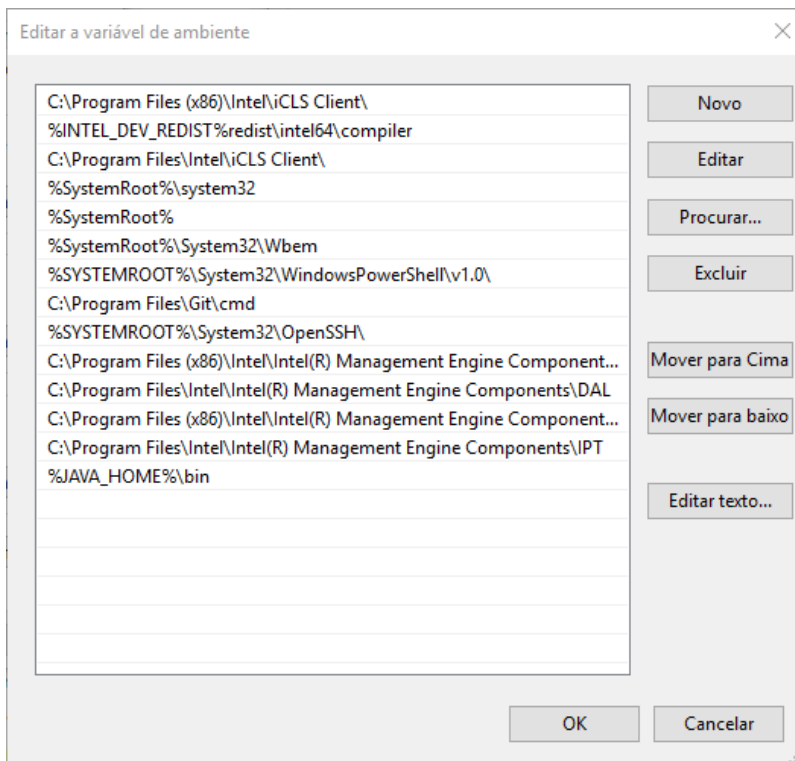 Editar a variável de ambiente
C:\Program Files (x86)\Intel\iCLS Client\
%INTEL_DEV_REDIST%redist\intel64\compiler
C:\Program Files\Intel\iCLS Client\
%SystemRoot%\system32
%SystemRoot%
%SystemRoot%\System32\Wbem
%SYSTEMROOT%\System32\WindowsPowerShell\v1.0\
C:\Program Files\Git\cmd
%SYSTEMROOT%\System32\OpenSSH\
C:\Program Files (x86)\Intel\Intel(R) Management Engine Component...
C:\Program Files\Intel\Intel(R) Management Engine Components\DAL
C:\Program Files (x86)\Intel\Intel(R) Management Engine Component...
C:\Program Files\Intel\Intel(R) Management Engine Components\IPT
%JAVA_HOME%\bin
Novo
Editar
Procurar...
Excluir
Mover para Cima
Mover para baixo
Editar texto...
OK
Cancelar